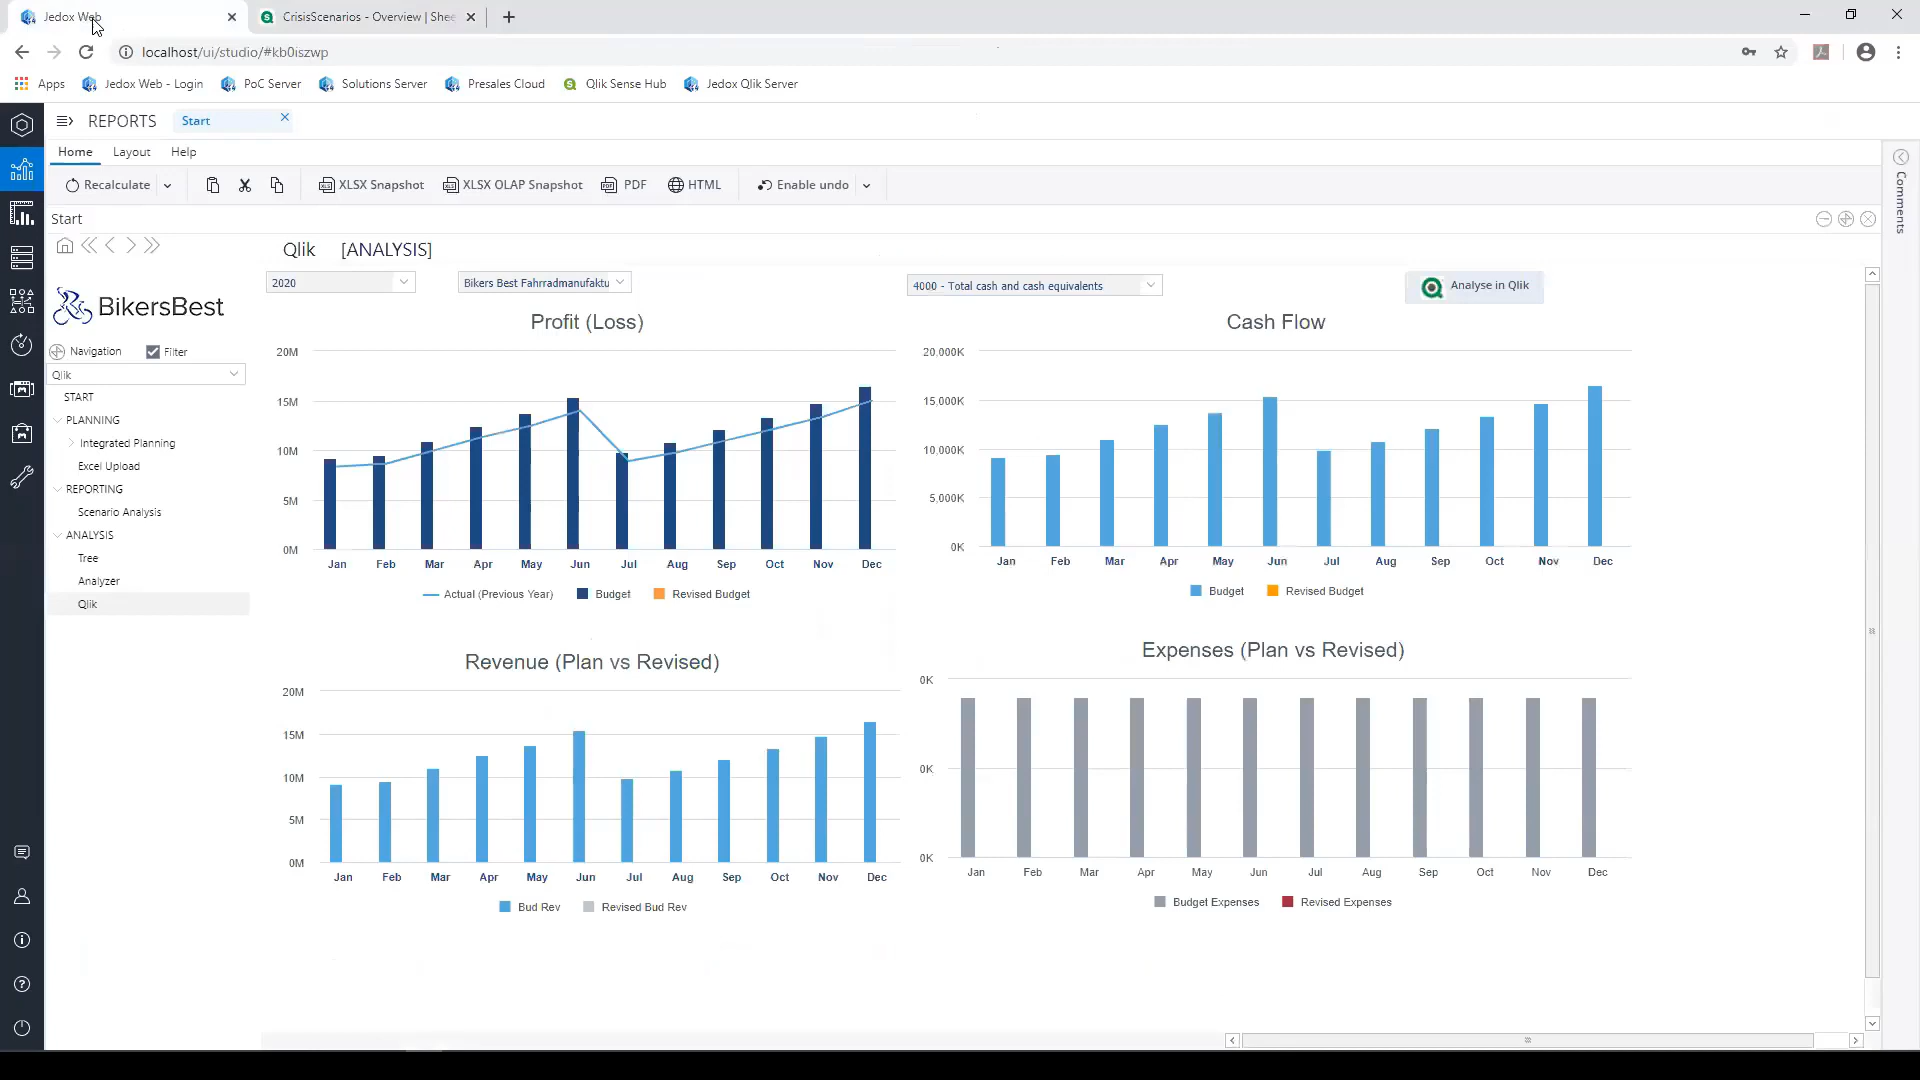 Jedox Web
CrisisScenarios - Overview | Shee
localhost/ui/studio/#kb0iszwp
Apps
Jedox Web - Login
PoC Server
Solutions Server
Presales Cloud
Qlik Sense Hub
Jedox Qlik Server
REPORTS
Start
Home
Layout
Help
Recalculate
XLSX Snapshot
XLSX OLAP Snapshot
PDF
HTML
Enable undo
Comments
Start
Qlik [ANALYSIS]
2020
Bikers Best Fahrradmanufaktu
4000 - Total cash and cash equivalents
Analyse in Qlik
BikersBest
Navigation
Filter
Qlik
START
PLANNING
Integrated Planning
Excel Upload
REPORTING
Scenario Analysis
ANALYSIS
Tree
Analyzer
Qlik
Profit (Loss)
20M
15M
10M
5M
0M
Jan Feb Mar Apr May Jun Jul Aug Sep Oct Nov Dec
Actual (Previous Year) Budget Revised Budget
Cash Flow
20,000K
15,000K
10,000K
5,000K
0K
Jan Feb Mar Apr May Jun Jul Aug Sep Oct Nov Dec
Budget Revised Budget
Revenue (Plan vs Revised)
20M
15M
10M
5M
0M
Jan Feb Mar Apr May Jun Jul Aug Sep Oct Nov Dec
Bud Rev Revised Bud Rev
Expenses (Plan vs Revised)
0K
0K
0K
Jan Feb Mar Apr May Jun Jul Aug Sep Oct Nov Dec
Budget Expenses Revised Expenses